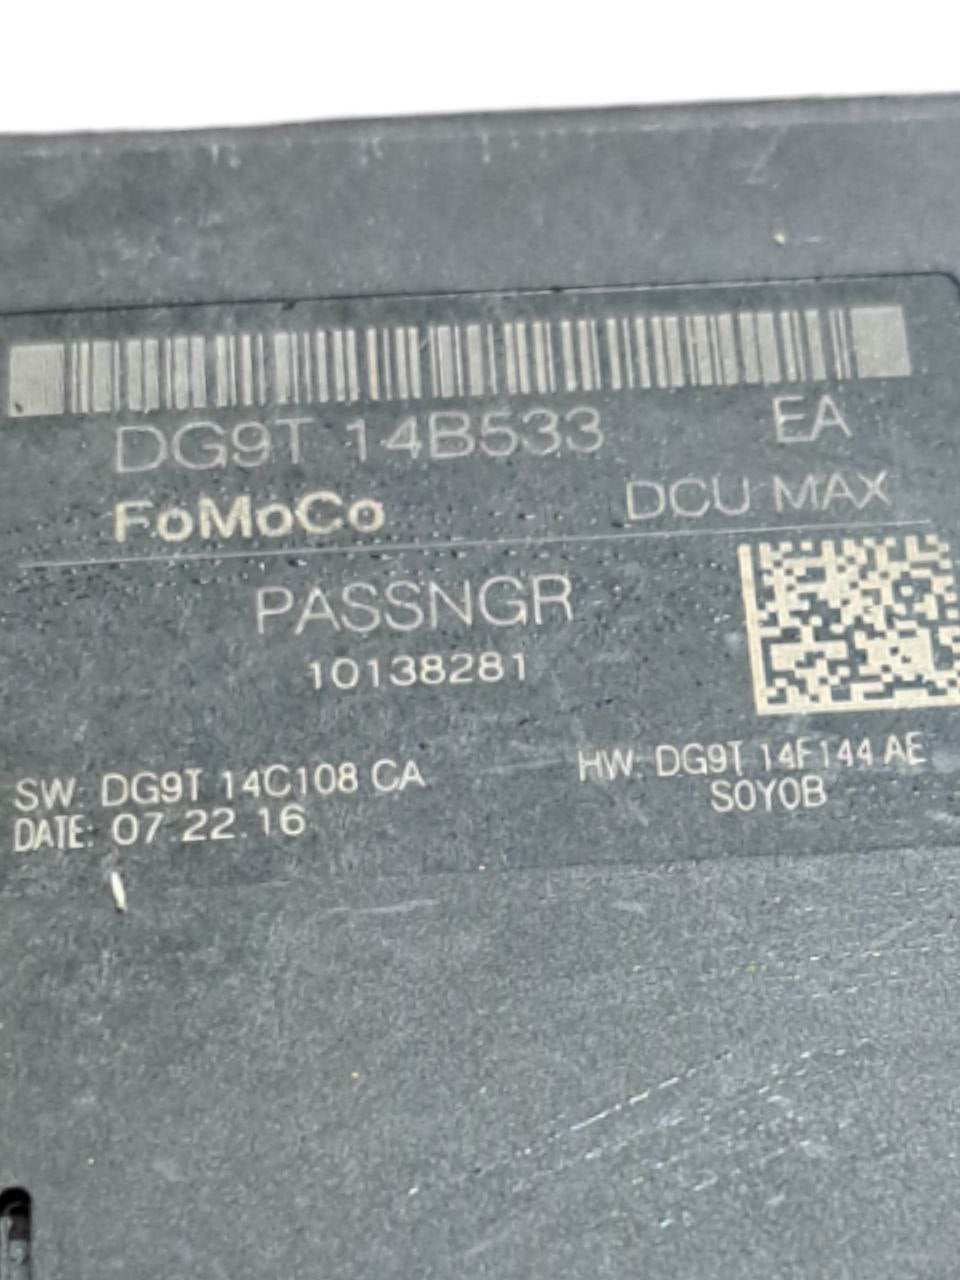 DG9T 14B533 EA
FoMoCo DCU MAX
PASSNGR
10138281
SW: DG9T 14C108 CA
HW: DG9T 14F144 AE
DATE: 07.22.16
S0Y0B